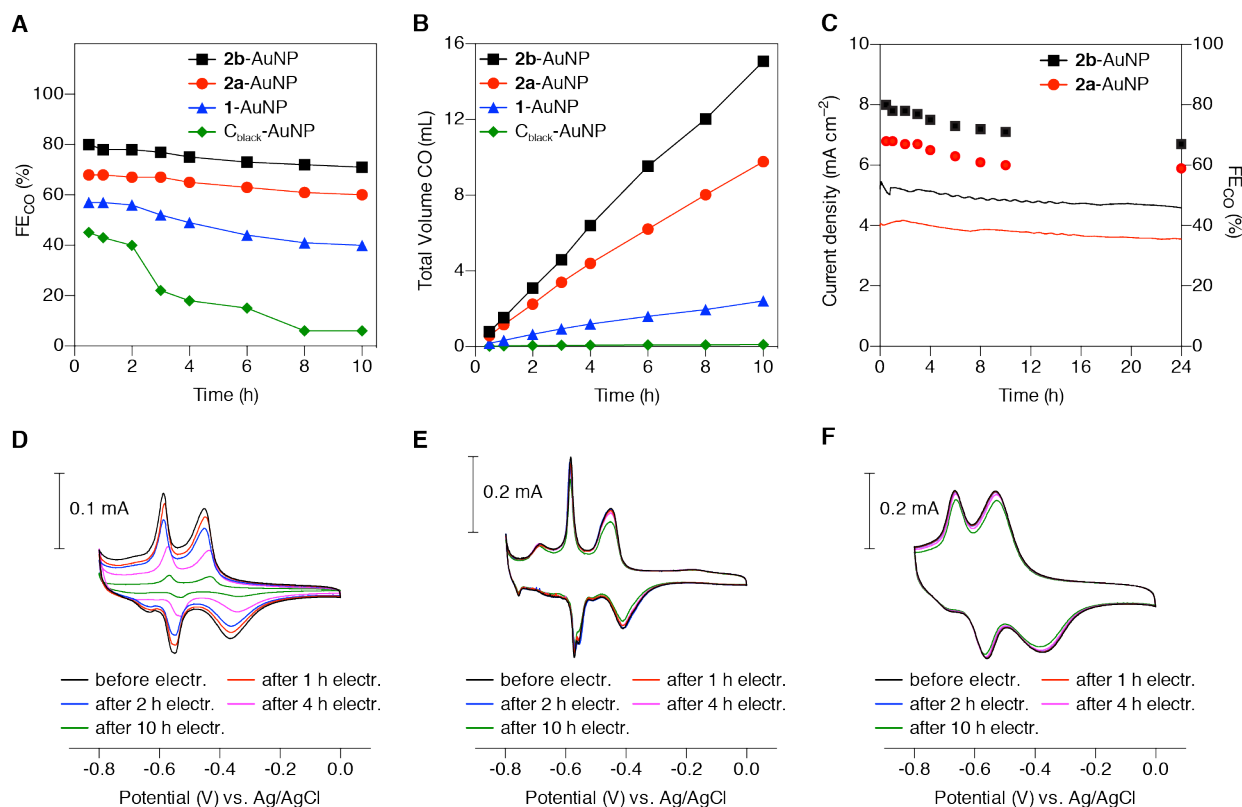 A
FE_CO (%)
100
80
60
40
20
0
2b-AuNP
2a-AuNP
1-AuNP
C_black-AuNP
0 2 4 6 8 10
Time (h)
B
Total Volume CO (mL)
16
12
8
4
0
2b-AuNP
2a-AuNP
1-AuNP
C_black-AuNP
0 2 4 6 8 10
Time (h)
C
Current density (mA cm⁻²)
10
8
6
4
2
0
2b-AuNP
2a-AuNP
100
80
60
40
20
0
FE_CO (%)
0 4 8 12 16 20 24
Time (h)
D
0.1 mA
before electr. after 1 h electr.
after 2 h electr. after 4 h electr.
after 10 h electr.
-0.8 -0.6 -0.4 -0.2 0.0
Potential (V) vs. Ag/AgCl
E
0.2 mA
before electr. after 1 h electr.
after 2 h electr. after 4 h electr.
after 10 h electr.
-0.8 -0.6 -0.4 -0.2 0.0
Potential (V) vs. Ag/AgCl
F
0.2 mA
before electr. after 1 h electr.
after 2 h electr. after 4 h electr.
after 10 h electr.
-0.8 -0.6 -0.4 -0.2 0.0
Potential (V) vs. Ag/AgCl